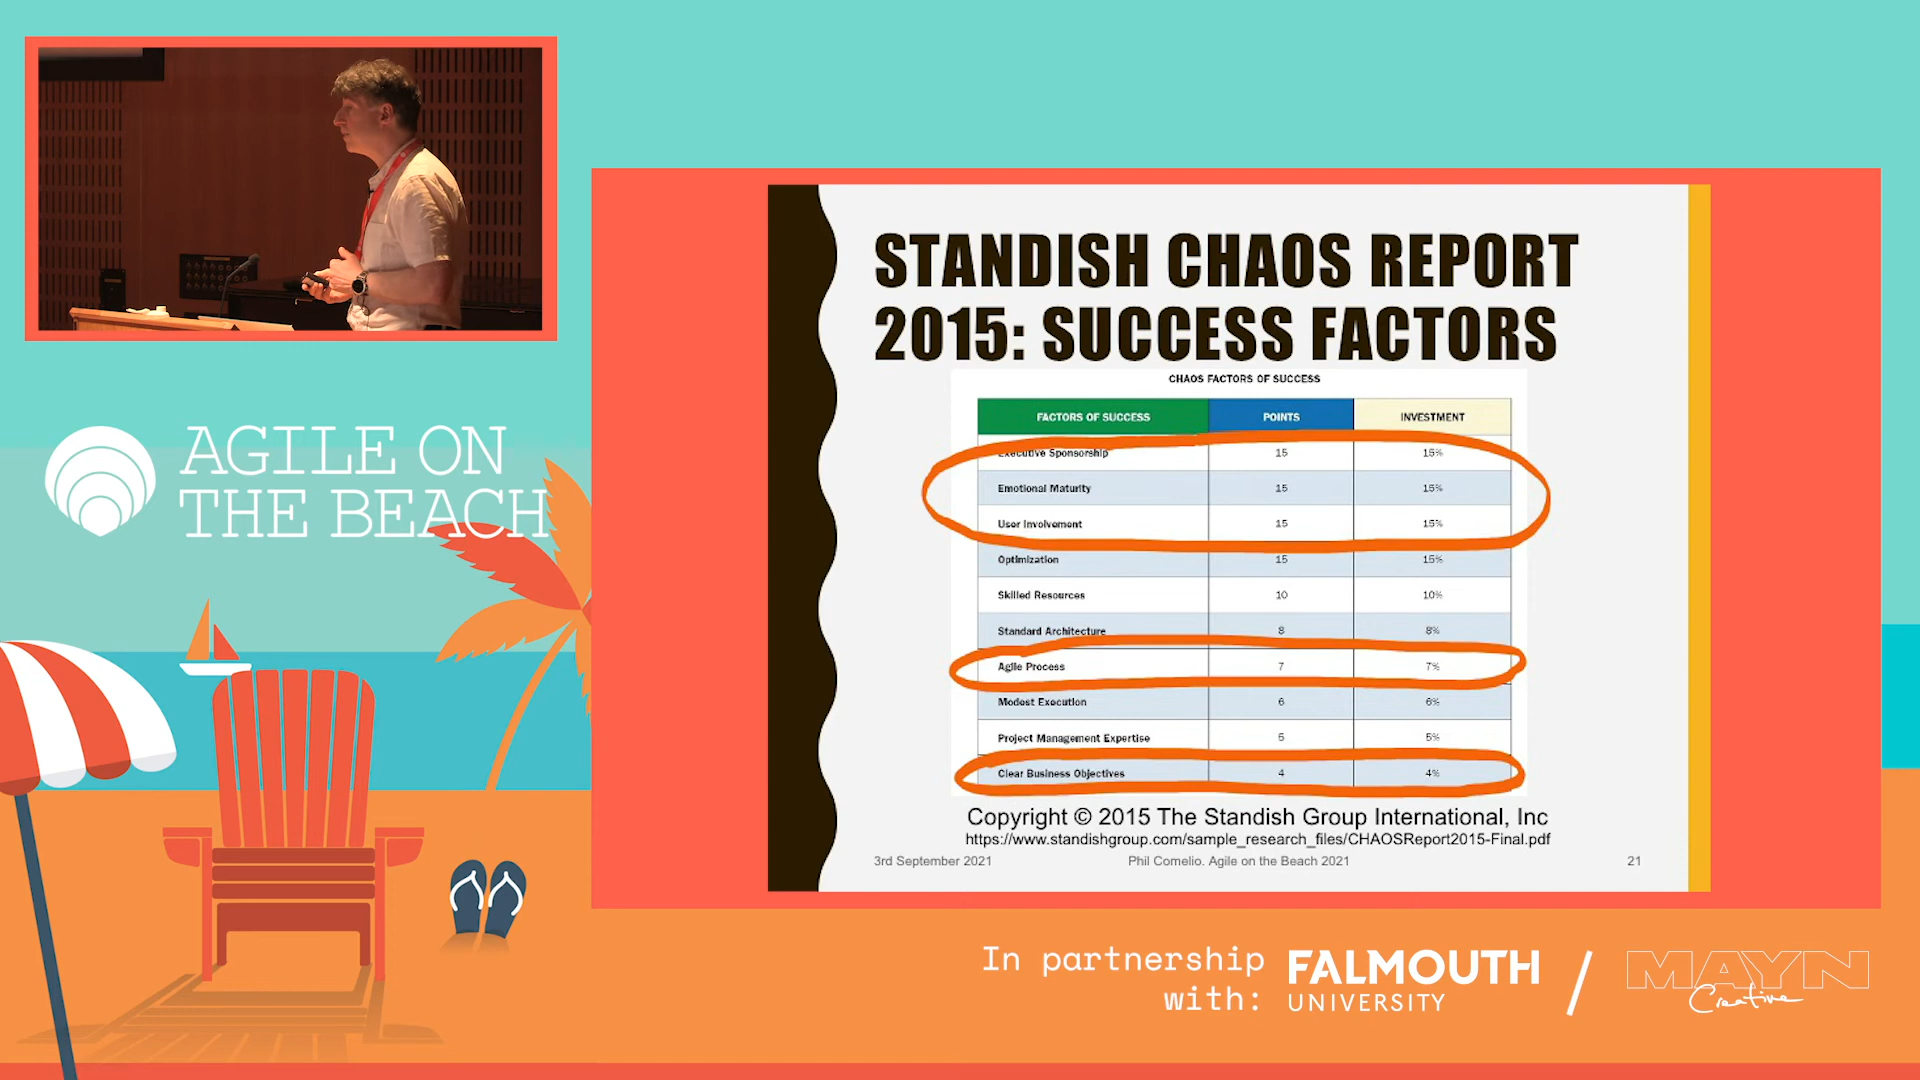 AGILE ON
THE BEACH
STANDISH CHAOS REPORT
2015: SUCCESS FACTORS
CHAOS FACTORS OF SUCCESS
FACTORS OF SUCCESS POINTS INVESTMENT
Executive Sponsorship 15 15%
Emotional Maturity 15 15%
User Involvement 15 15%
Optimization 15 15%
Skilled Resources 10 10%
Standard Architecture 8 8%
Agile Process 7 7%
Modest Execution 6 6%
Project Management Expertise 5 5%
Clear Business Objectives 4 4%
Copyright © 2015 The Standish Group International, Inc
https://www.standishgroup.com/sample_research_files/CHAOSReport2015-Final.pdf
3rd September 2021 Phil Comelio. Agile on the Beach 2021 21
In partnership
with:
FALMOUTH
UNIVERSITY
/
MAYN
Creative